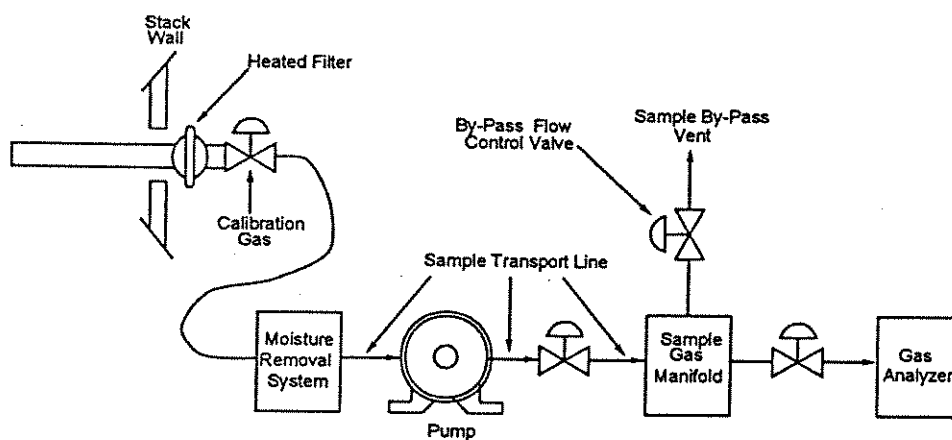 Stack
Wall
Heated Filter
By-Pass Flow
Control Valve
Sample By-Pass
Vent
Calibration
Gas
Sample Transport Line
Moisture
Removal
System
Pump
Sample
Gas
Manifold
Gas
Analyzer